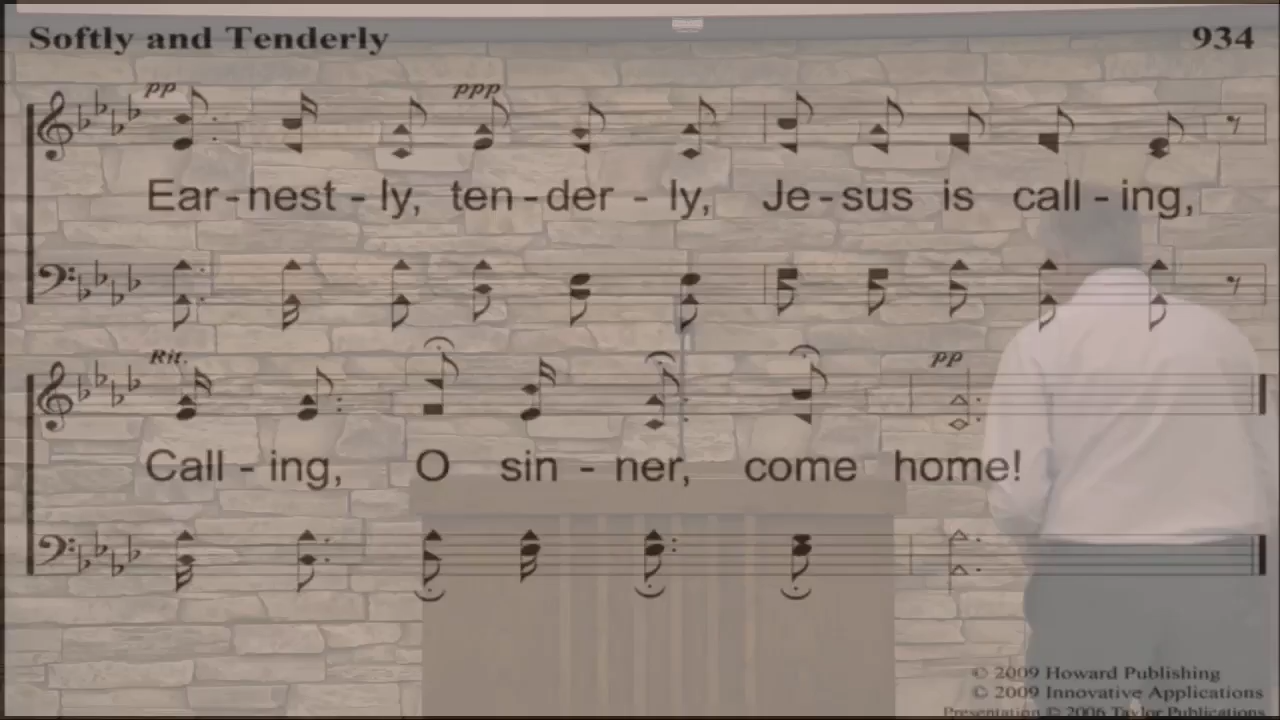 Softly and Tenderly 934
pp ppp
Ear - nest - ly, ten - der - ly, Je - sus is call - ing,
Rit. pp
Call - ing, O sin - ner, come home!
© 2009 Howard Publishing
© 2009 Innovative Applications
Presentation © 2006 Taylor Publications